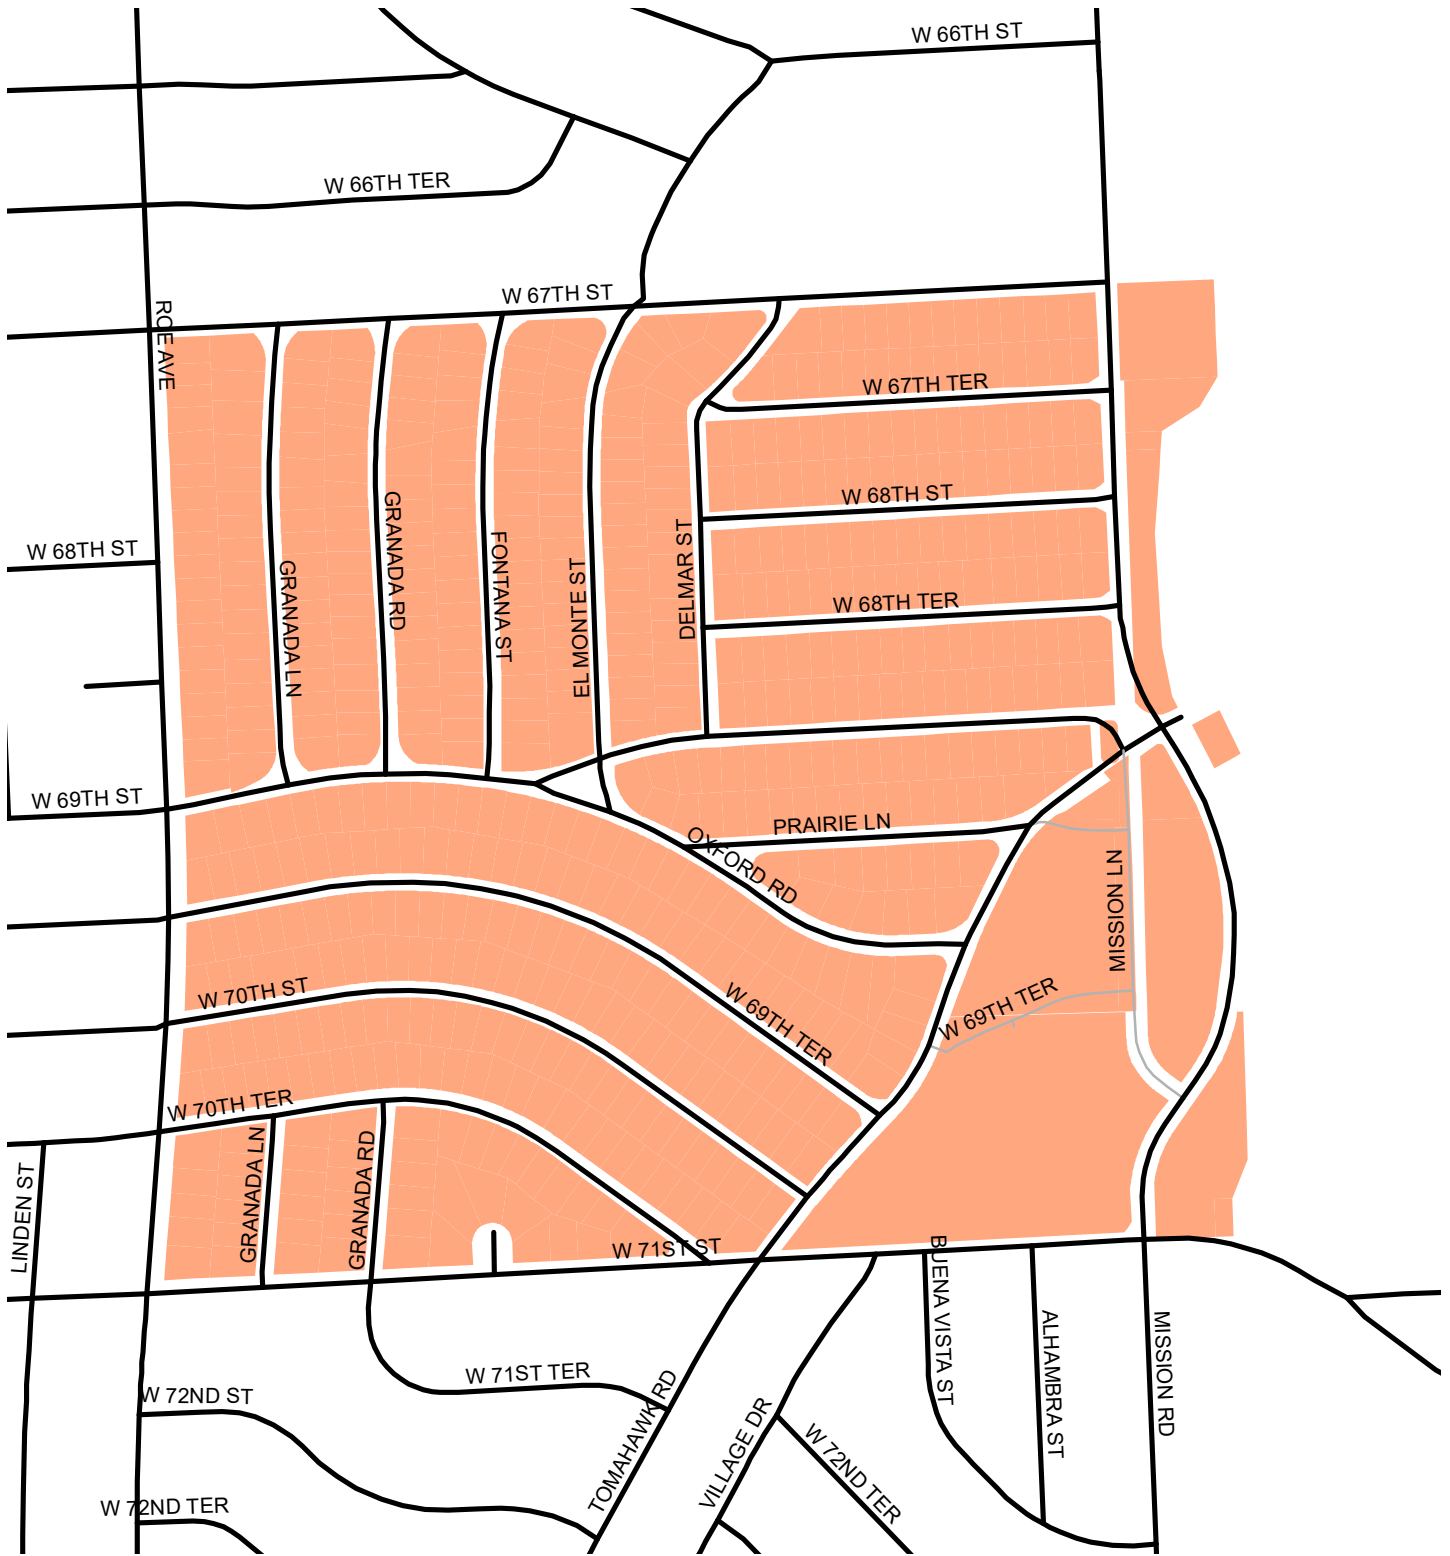 W 66TH ST
W 66TH TER
W 67TH ST
ROE AVE
W 67TH TER
W 68TH ST
W 68TH ST
GRANADA LN
GRANADA RD
FONTANA ST
EL MONTE ST
DELMAR ST
W 68TH TER
W 69TH ST
OXFORD RD
PRAIRIE LN
MISSION LN
W 70TH ST
W 69TH TER
W 69TH TER
W 70TH TER
LINDEN ST
GRANADA LN
GRANADA RD
W 71ST ST
BUENA VISTA ST
ALHAMBRA ST
MISSION RD
W 71ST TER
W 72ND ST
TOMAHAWK RD
VILLAGE DR
W 72ND TER
W 72ND TER